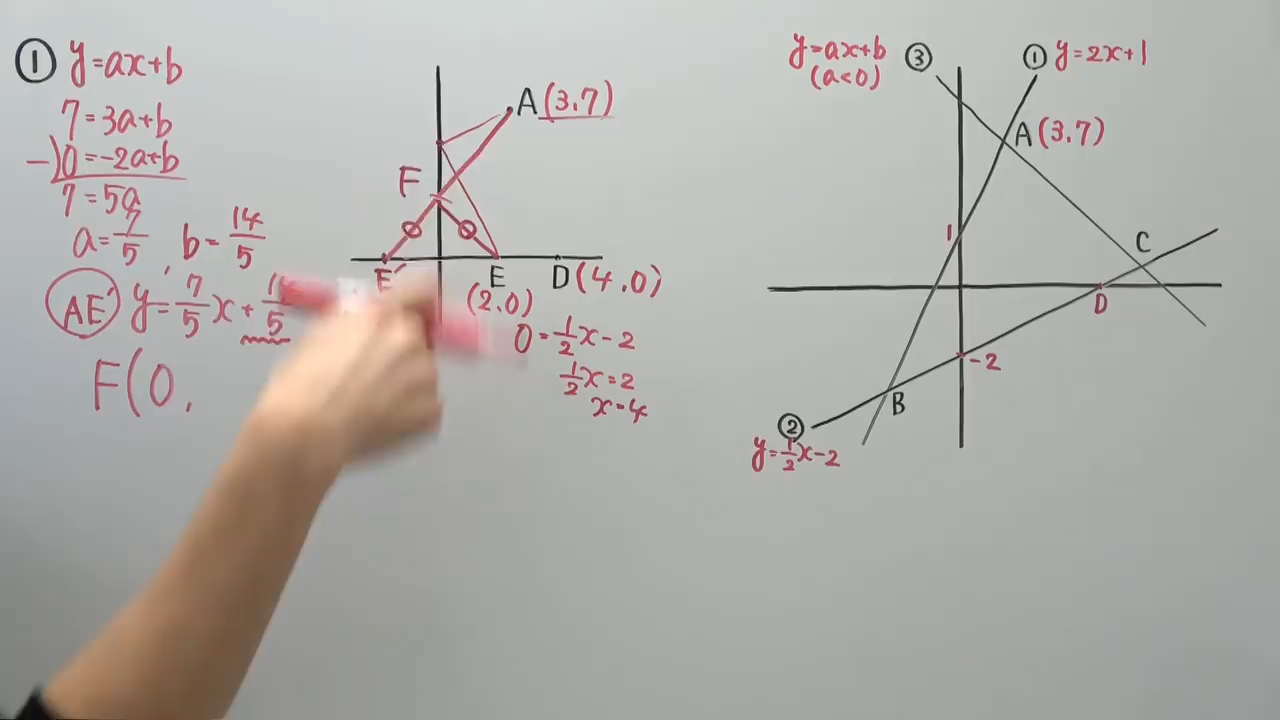 ① y=ax+b
7=3a+b
-)0=-2a+b
7=5a
a=7/5 b=14/5
AE' y=7/5x+
5
F(0,
A(3.7)
F
E'
E
D(4.0)
(2.0)
0=1/2x-2
1/2x=2
x=4
y=ax+b ③
(a<0)
① y=2x+1
A(3.7)
1
C
D
-2
B
②
y=1/2x-2